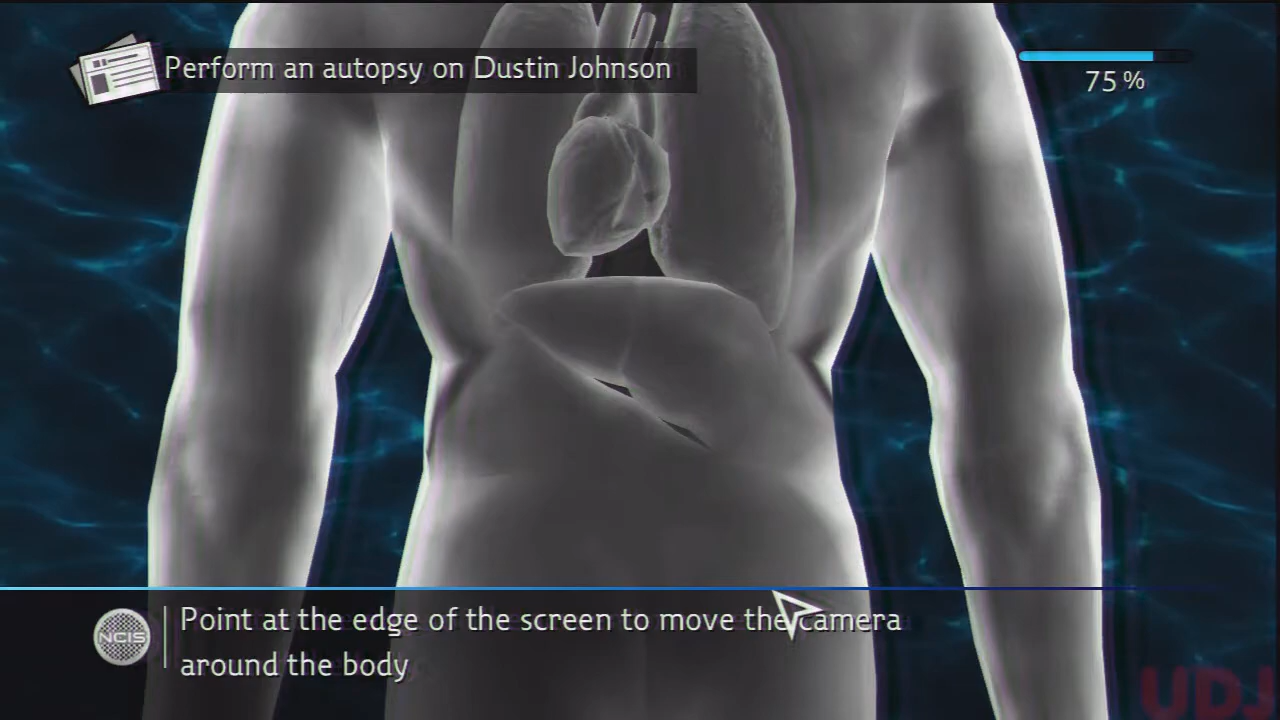 Perform an autopsy on Dustin Johnson
75%
NCIS
Point at the edge of the screen to move the camera
around the body
UDJ